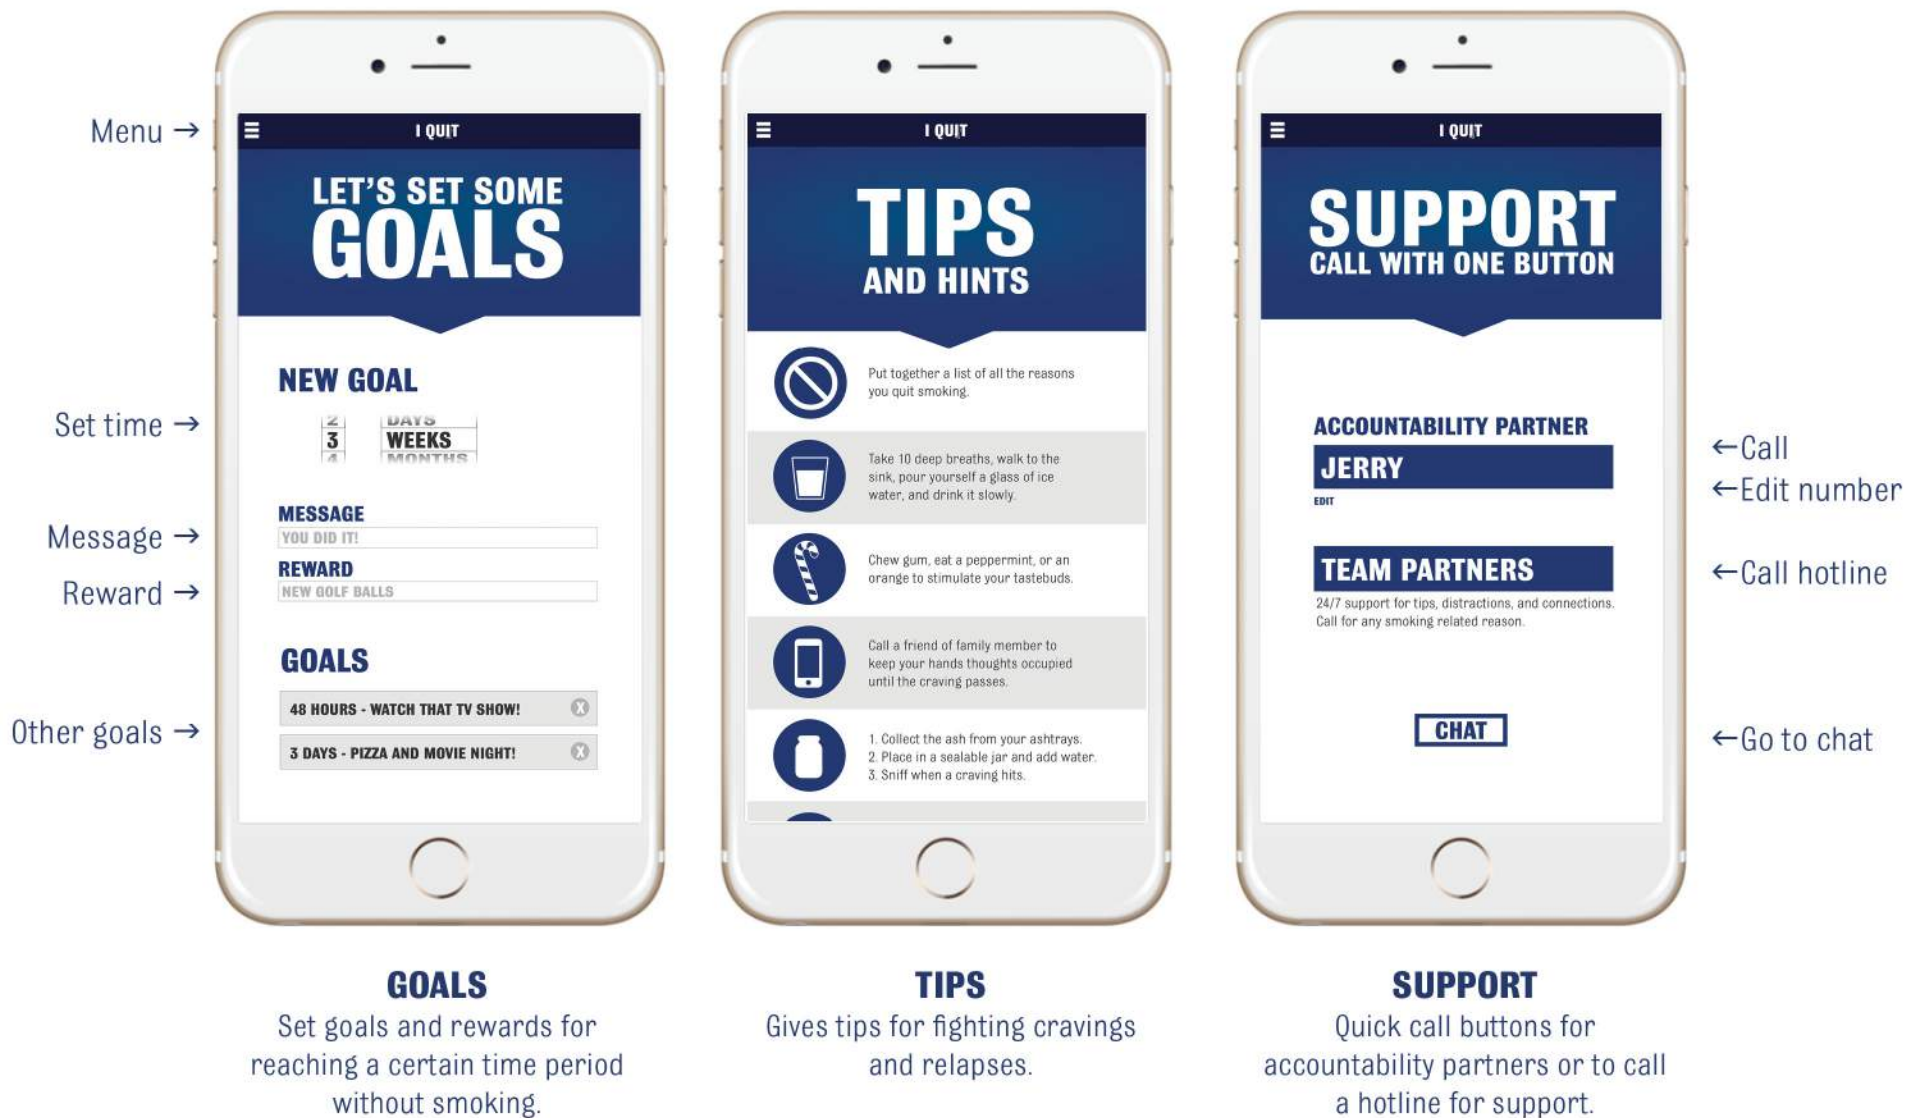 Menu →
Set time →
Message →
Reward →
Other goals →
I QUIT
LET'S SET SOME
GOALS
NEW GOAL
2 DAYS
3 WEEKS
4 MONTHS
MESSAGE
YOU DID IT!
REWARD
NEW GOLF BALLS
GOALS
48 HOURS - WATCH THAT TV SHOW! X
3 DAYS - PIZZA AND MOVIE NIGHT! X
GOALS
Set goals and rewards for
reaching a certain time period
without smoking.
I QUIT
TIPS
AND HINTS
Put together a list of all the reasons
you quit smoking.
Take 10 deep breaths, walk to the
sink, pour yourself a glass of ice
water, and drink it slowly.
Chew gum, eat a peppermint, or an
orange to stimulate your tastebuds.
Call a friend of family member to
keep your hands thoughts occupied
until the craving passes.
1. Collect the ash from your ashtrays.
2. Place in a sealable jar and add water.
3. Sniff when a craving hits.
TIPS
Gives tips for fighting cravings
and relapses.
I QUIT
SUPPORT
CALL WITH ONE BUTTON
ACCOUNTABILITY PARTNER
JERRY
EDIT
TEAM PARTNERS
24/7 support for tips, distractions, and connections.
Call for any smoking related reason.
CHAT
←Call
←Edit number
←Call hotline
←Go to chat
SUPPORT
Quick call buttons for
accountability partners or to call
a hotline for support.